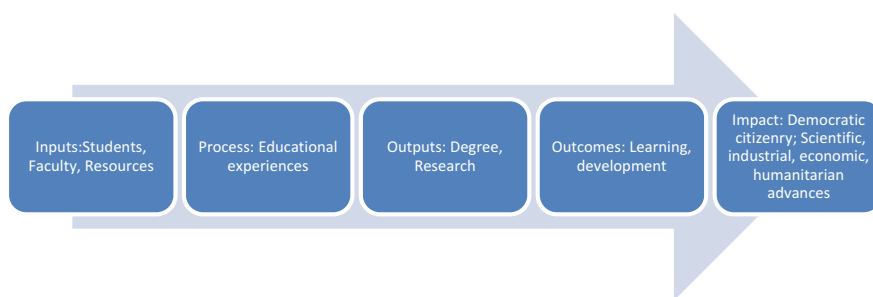 Inputs:Students,
Faculty, Resources
Process: Educational
experiences
Outputs: Degree,
Research
Outcomes: Learning,
development
Impact: Democratic
citizenry; Scientific,
industrial, economic,
humanitarian
advances